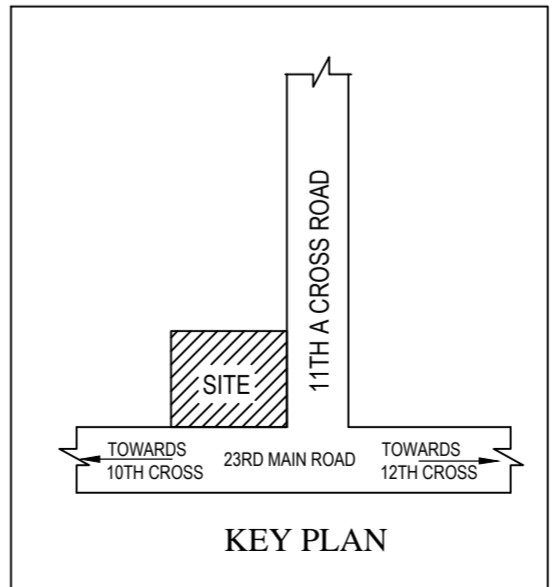 11TH A CROSS ROAD
SITE
TOWARDS
10TH CROSS
23RD MAIN ROAD
TOWARDS
12TH CROSS
KEY PLAN